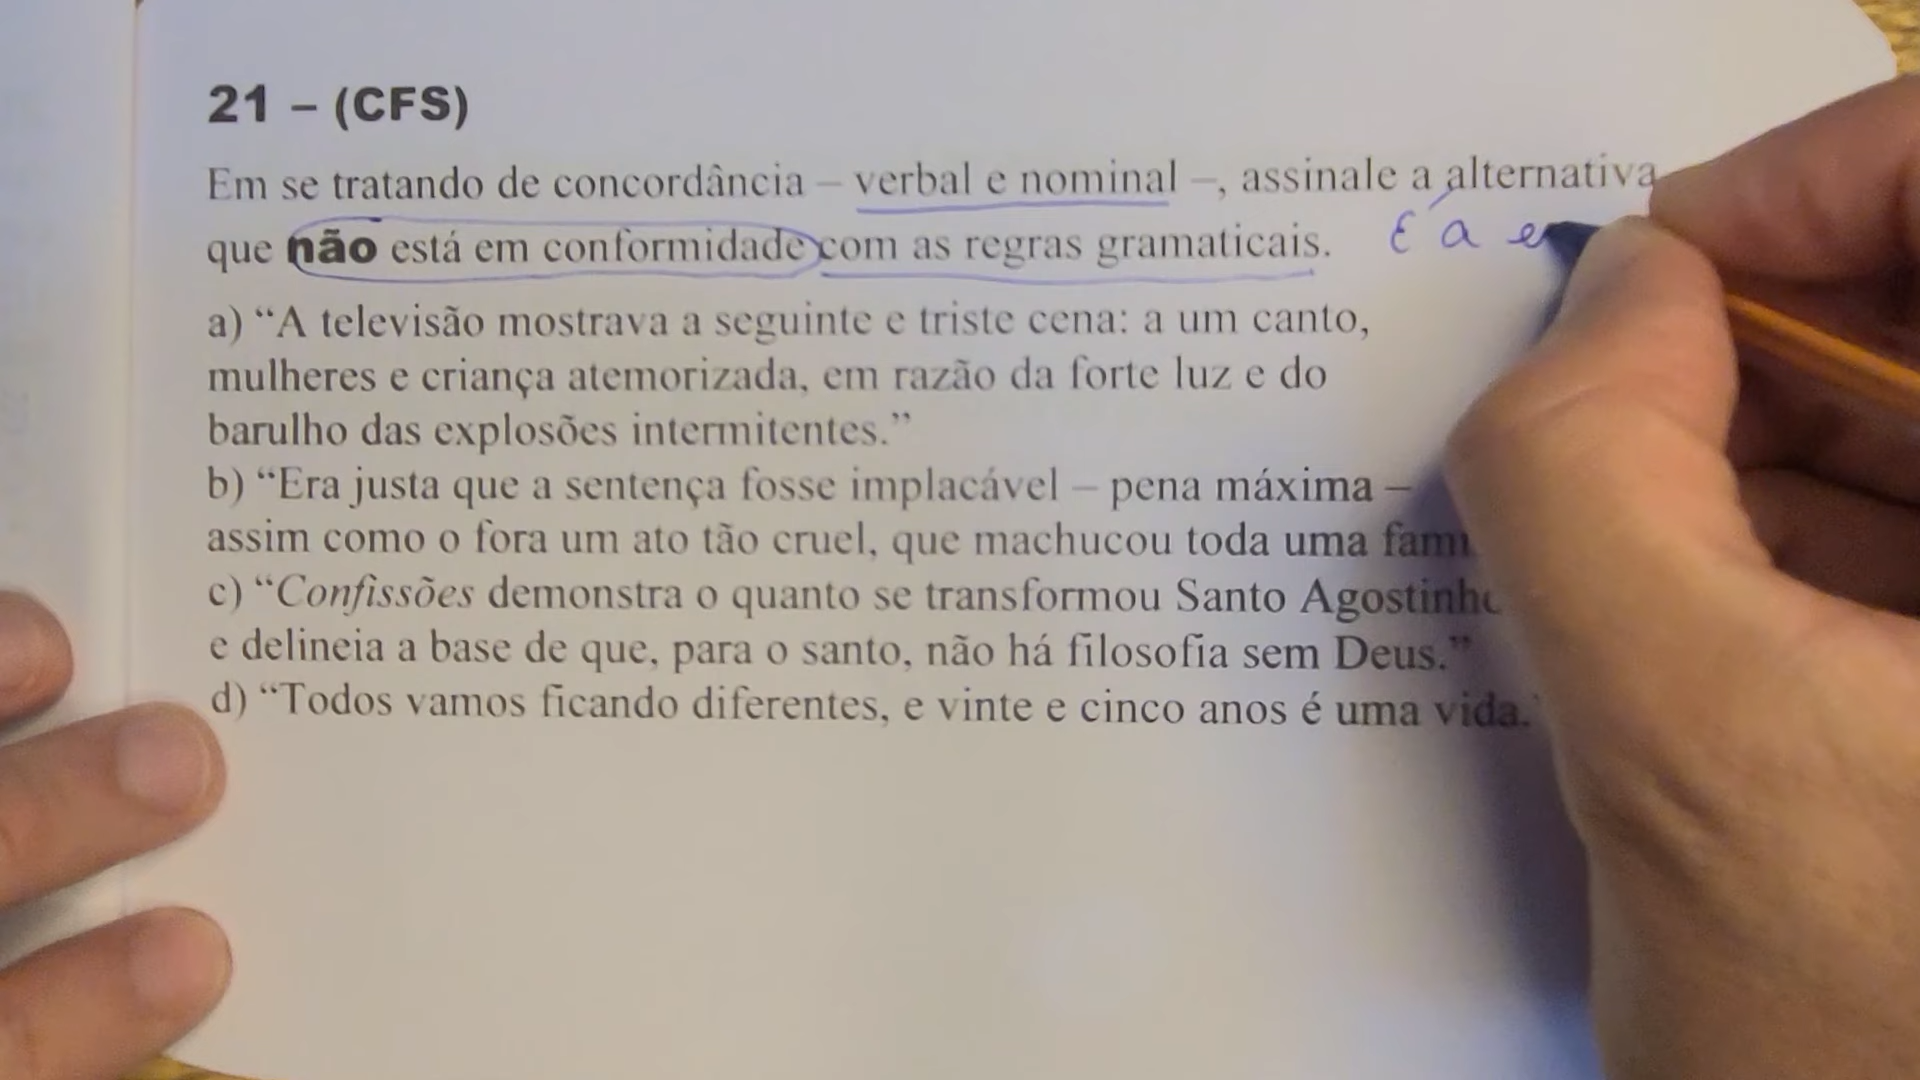 21 – (CFS)
Em se tratando de concordância – verbal e nominal –, assinale a alternativa
que não está em conformidade com as regras gramaticais. É a
a) “A televisão mostrava a seguinte e triste cena: a um canto,
mulheres e criança atemorizada, em razão da forte luz e do
barulho das explosões intermitentes.”
b) “Era justa que a sentença fosse implacável – pena máxima –
assim como o fora um ato tão cruel, que machucou toda uma
c) “Confissões demonstra o quanto se transformou Santo Agostinho
e delineia a base de que, para o santo, não há filosofia sem Deus.”
d) “Todos vamos ficando diferentes, e vinte e cinco anos é uma vida.”